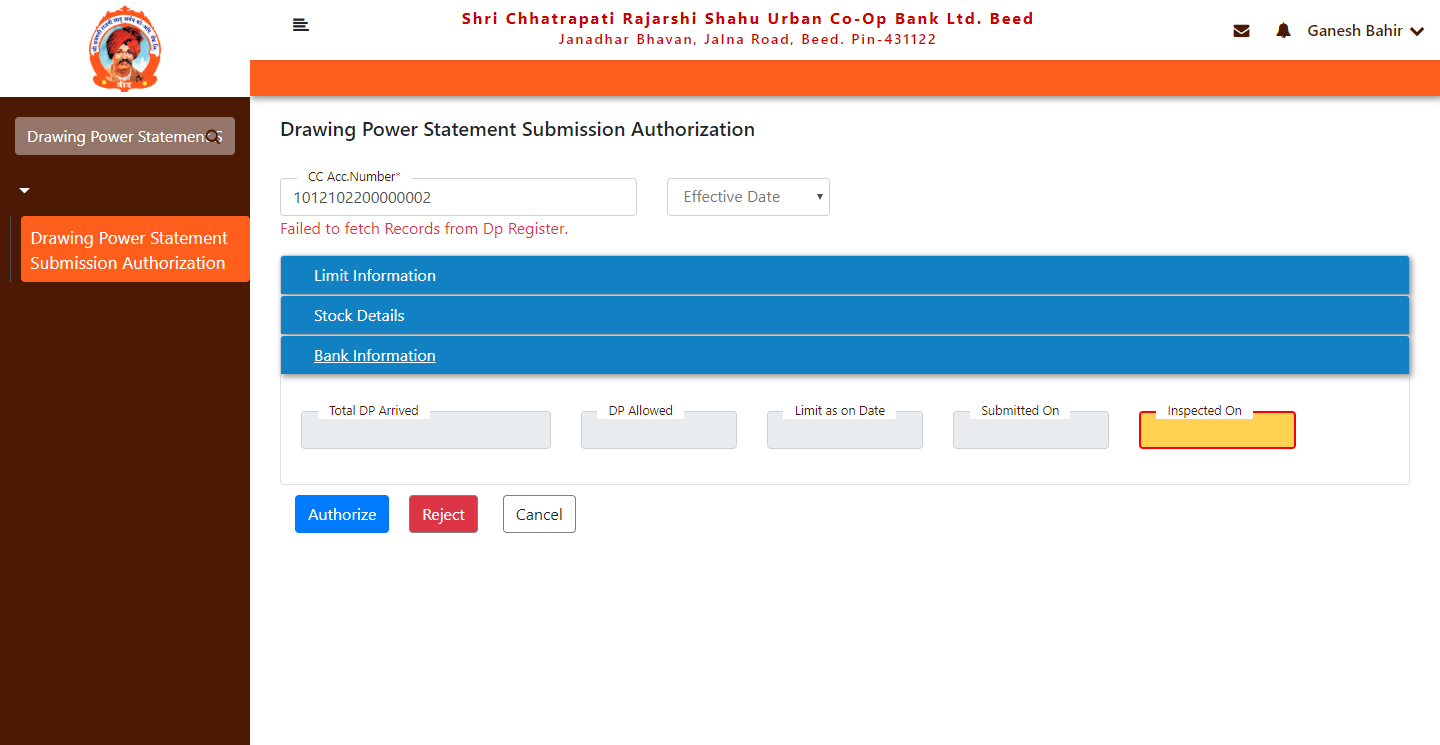 Shri Chhatrapati Rajarshi Shahu Urban Co-Op Bank Ltd. Beed
Janadhar Bhavan, Jalna Road, Beed. Pin-431122
Ganesh Bahir
बीड
Drawing Power Statement S
Drawing Power Statement
Submission Authorization
Drawing Power Statement Submission Authorization
CC Acc.Number*
1012102200000002
Effective Date
Failed to fetch Records from Dp Register.
Limit Information
Stock Details
Bank Information
Total DP Arrived
DP Allowed
Limit as on Date
Submitted On
Inspected On
Authorize
Reject
Cancel